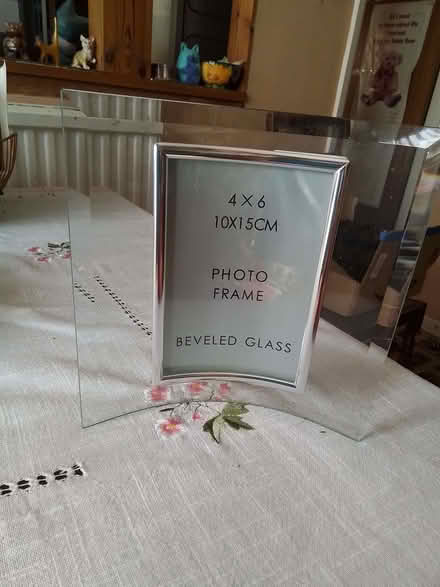 4 × 6
10X15CM
PHOTO
FRAME
BEVELED GLASS